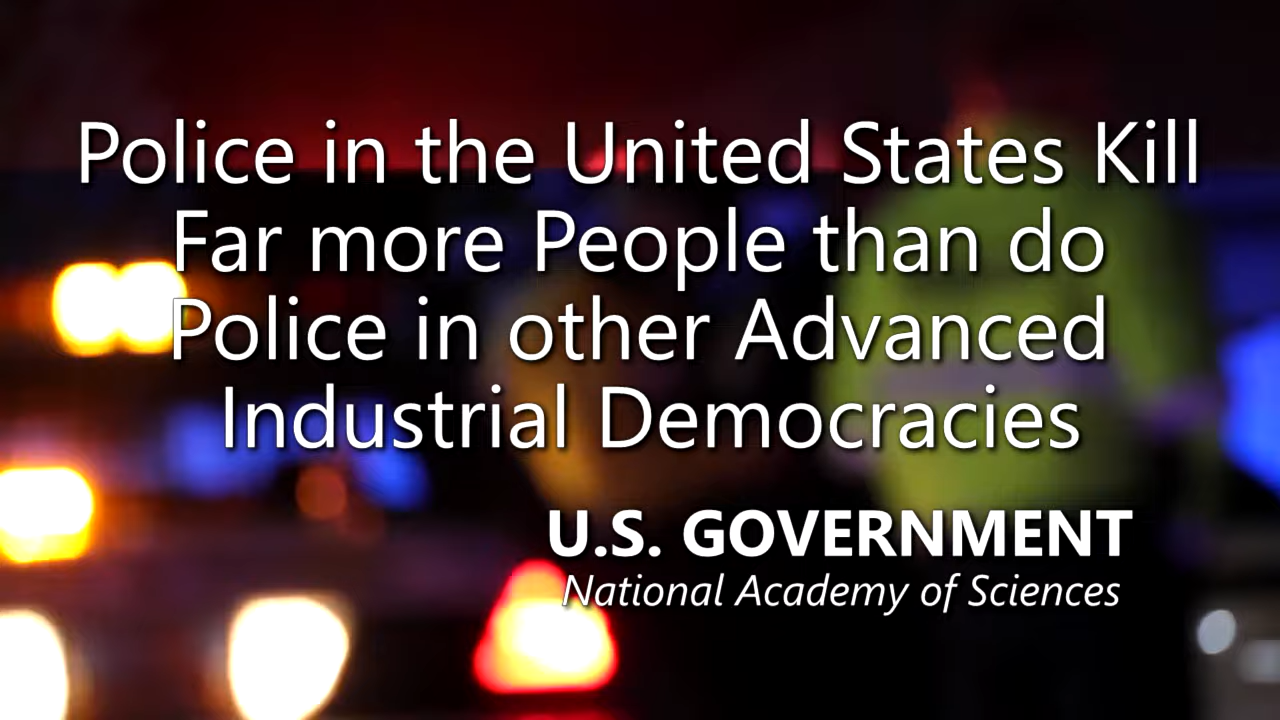 Police in the United States Kill
Far more People than do
Police in other Advanced
Industrial Democracies
U.S. GOVERNMENT
National Academy of Sciences